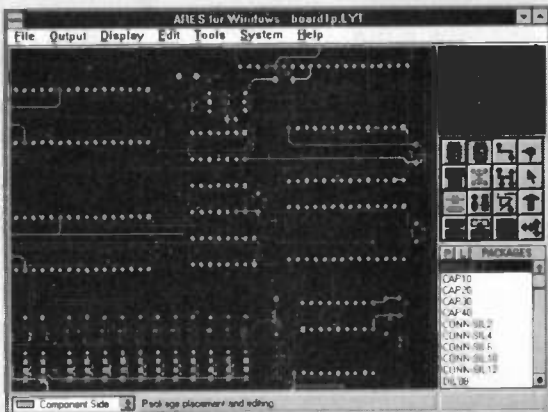 ARES for Windows - board1p.LYT
File Output Display Edit Tools System Help
P L PACKAGES
CAP10
CAP20
CAP30
CAP40
CONN-SIL2
CONN-SIL4
CONN-SIL6
CONN-SIL10
CONN-SIL12
DIL08
Component Side Package placement and editing